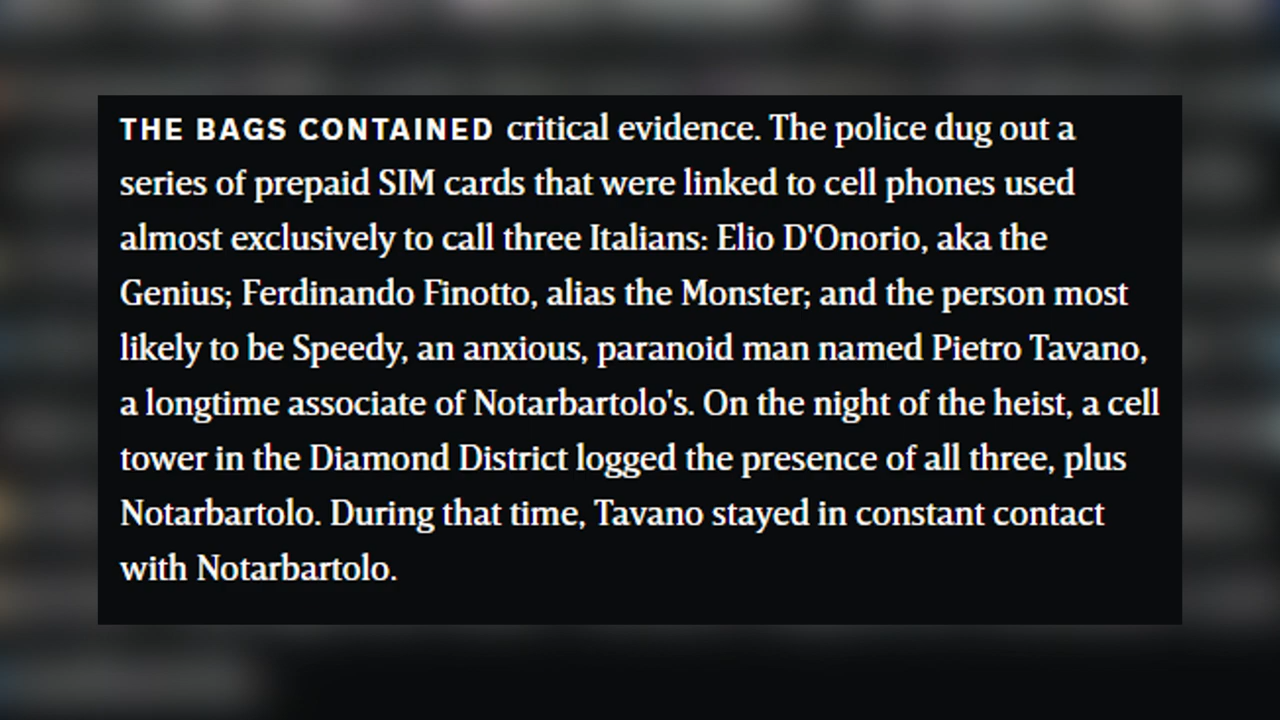 THE BAGS CONTAINED critical evidence. The police dug out a
series of prepaid SIM cards that were linked to cell phones used
almost exclusively to call three Italians: Elio D'Onorio, aka the
Genius; Ferdinando Finotto, alias the Monster; and the person most
likely to be Speedy, an anxious, paranoid man named Pietro Tavano,
a longtime associate of Notarbartolo's. On the night of the heist, a cell
tower in the Diamond District logged the presence of all three, plus
Notarbartolo. During that time, Tavano stayed in constant contact
with Notarbartolo.